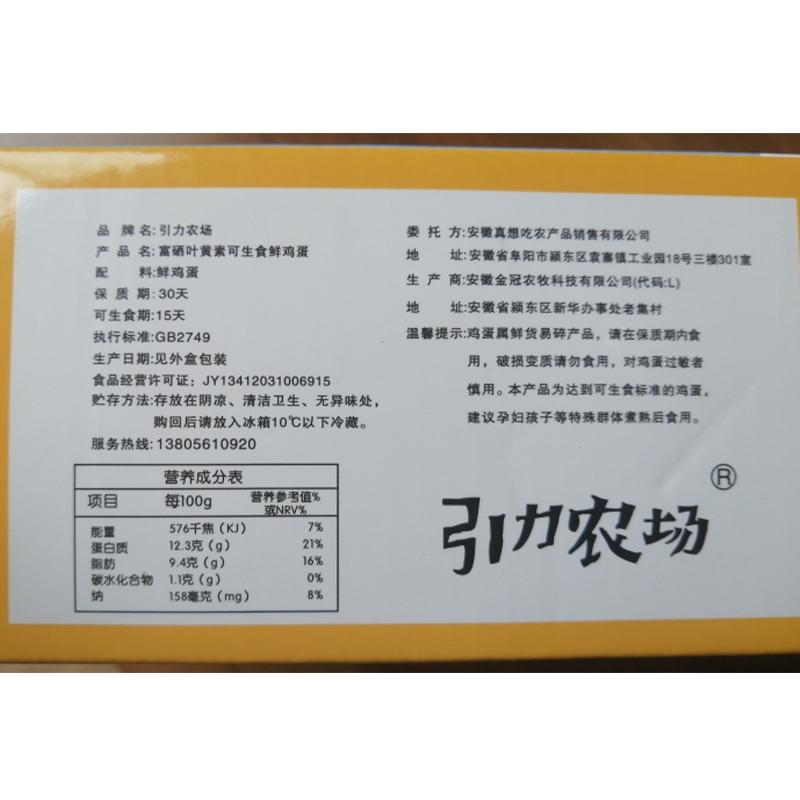 品 牌 名:引力农场
产 品 名:富硒叶黄素可生食鲜鸡蛋
配 料:鲜鸡蛋
保 质 期:30天
可生食期:15天
执行标准:GB2749
生产日期:见外盒包装
食品经营许可证：JY13412031006915
贮存方法:存放在阴凉、清洁卫生、无异味处，
购回后请放入冰箱10℃以下冷藏。
服务热线:13805610920
营养成分表
项目 每100g 营养参考值%
或NRV%
能量 576千焦（KJ） 7%
蛋白质 12.3克（g） 21%
脂肪 9.4克（g） 16%
碳水化合物 1.1克（g） 0%
纳 158毫克（mg） 8%
委 托 方:安徽真想吃农产品销售有限公司
地 址:安徽省阜阳市颍东区袁寨镇工业园18号三楼301室
生 产 商:安徽金冠农牧科技有限公司(代码:L)
地 址:安徽省颍东区新华办事处老集村
温馨提示:鸡蛋属鲜货易碎产品，请在保质期内食
用，破损变质请勿食用，对鸡蛋过敏者
慎用。本产品为达到可生食标准的鸡蛋，
建议孕妇孩子等特殊群体煮熟后食用。
引力农场®